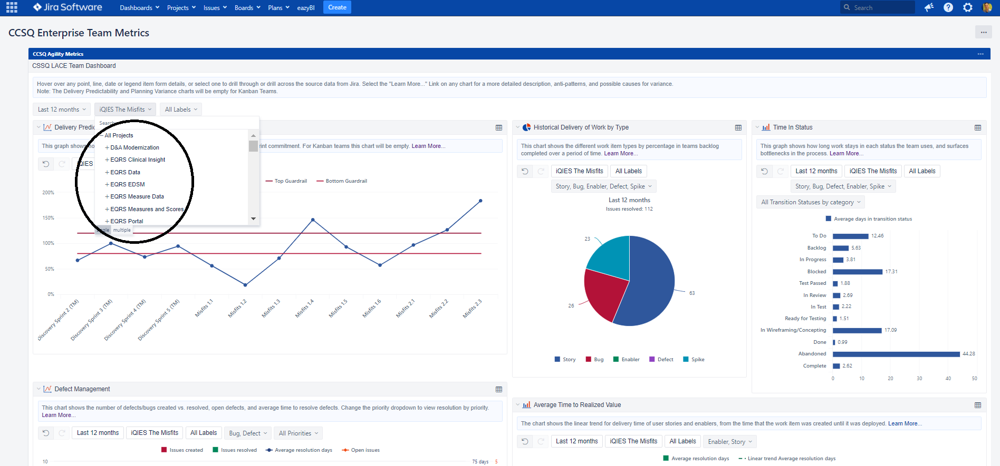 Jira Software
Dashboards Projects Issues Boards Plans eazyBI Create
Search
CCSQ Enterprise Team Metrics
CCSQ Agility Metrics
CSSQ LACE Team Dashboard
Hover over any point, line, date or legend item form details, or select one to drill through or drill across the source data from Jira. Select the "Learn More..." Link on any chart for a more detailed description, anti-patterns, and possible causes for variance.
Note: The Delivery Predictability and Planning Variance charts will be empty for Kanban Teams.
Last 12 months iQIES The Misfits All Labels
Search
All Projects
+ D&A Modernization
+ EQRS Clinical Insight
+ EQRS Data
+ EQRS EDSM
+ EQRS Measure Data
+ EQRS Measures and Scores
+ EQRS Portal
multiple
Delivery
This graph commitment. For Kanban teams this chart will be empty. Learn More...
Top Guardrail Bottom Guardrail
200%
150%
100%
50%
0%
Discovery Sprint 2 (TM)
Discovery Sprint 3 (TM)
Discovery Sprint 4 (TM)
Discovery Sprint 5 (TM)
Misfits 1.1
Misfits 1.2
Misfits 1.3
Misfits 1.4
Misfits 1.5
Misfits 1.6
Misfits 2.1
Misfits 2.2
Misfits 2.3
Historical Delivery of Work by Type
This chart shows the different work item types by percentage in teams backlog
completed over a period of time. Learn More...
iQIES The Misfits All Labels
Story, Bug, Enabler, Defect, Spike
Last 12 months
Issues resolved: 112
23
63
26
Story Bug Enabler Defect Spike
Time In Status
This graph shows how long work stays in each status the team uses, and surfaces
bottlenecks in the process. Learn More...
Last 12 months iQIES The Misfits All Labels
Story, Bug, Defect, Enabler, Spike
All Transition Statuses by category
Average days in transition status
To Do 12.46
Backlog 5.63
In Progress 3.81
Blocked 17.31
Test Passed 1.88
In Review 2.69
In Test 2.22
Ready for Testing 1.51
In Wireframing/Concepting 17.09
Done 0.99
Abandoned 44.28
Complete 2.62
0 10 20 30 40 50
Defect Management
This chart shows the number of defects/bugs created vs. resolved, open defects, and average time to resolve defects. Change the priority dropdown to view resolution by priority.
Learn More...
Last 12 months iQIES The Misfits All Labels Bug, Defect All Priorities
Issues created Issues resolved Average resolution days Open issues
10 75 days 5
Average Time to Realized Value
The chart shows the linear trend for delivery time of user stories and enablers, from the time that the work item was created until it was deployed. Learn More...
Last 12 months iQIES The Misfits All Labels Enabler, Story
Average resolution days Linear trend Average resolution days